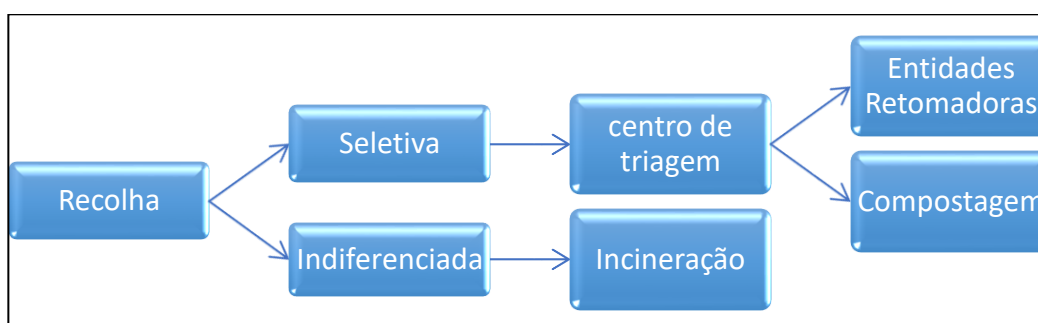 Recolha
Seletiva
Indiferenciada
centro de
triagem
Incineração
Entidades
Retomadoras
Compostagem